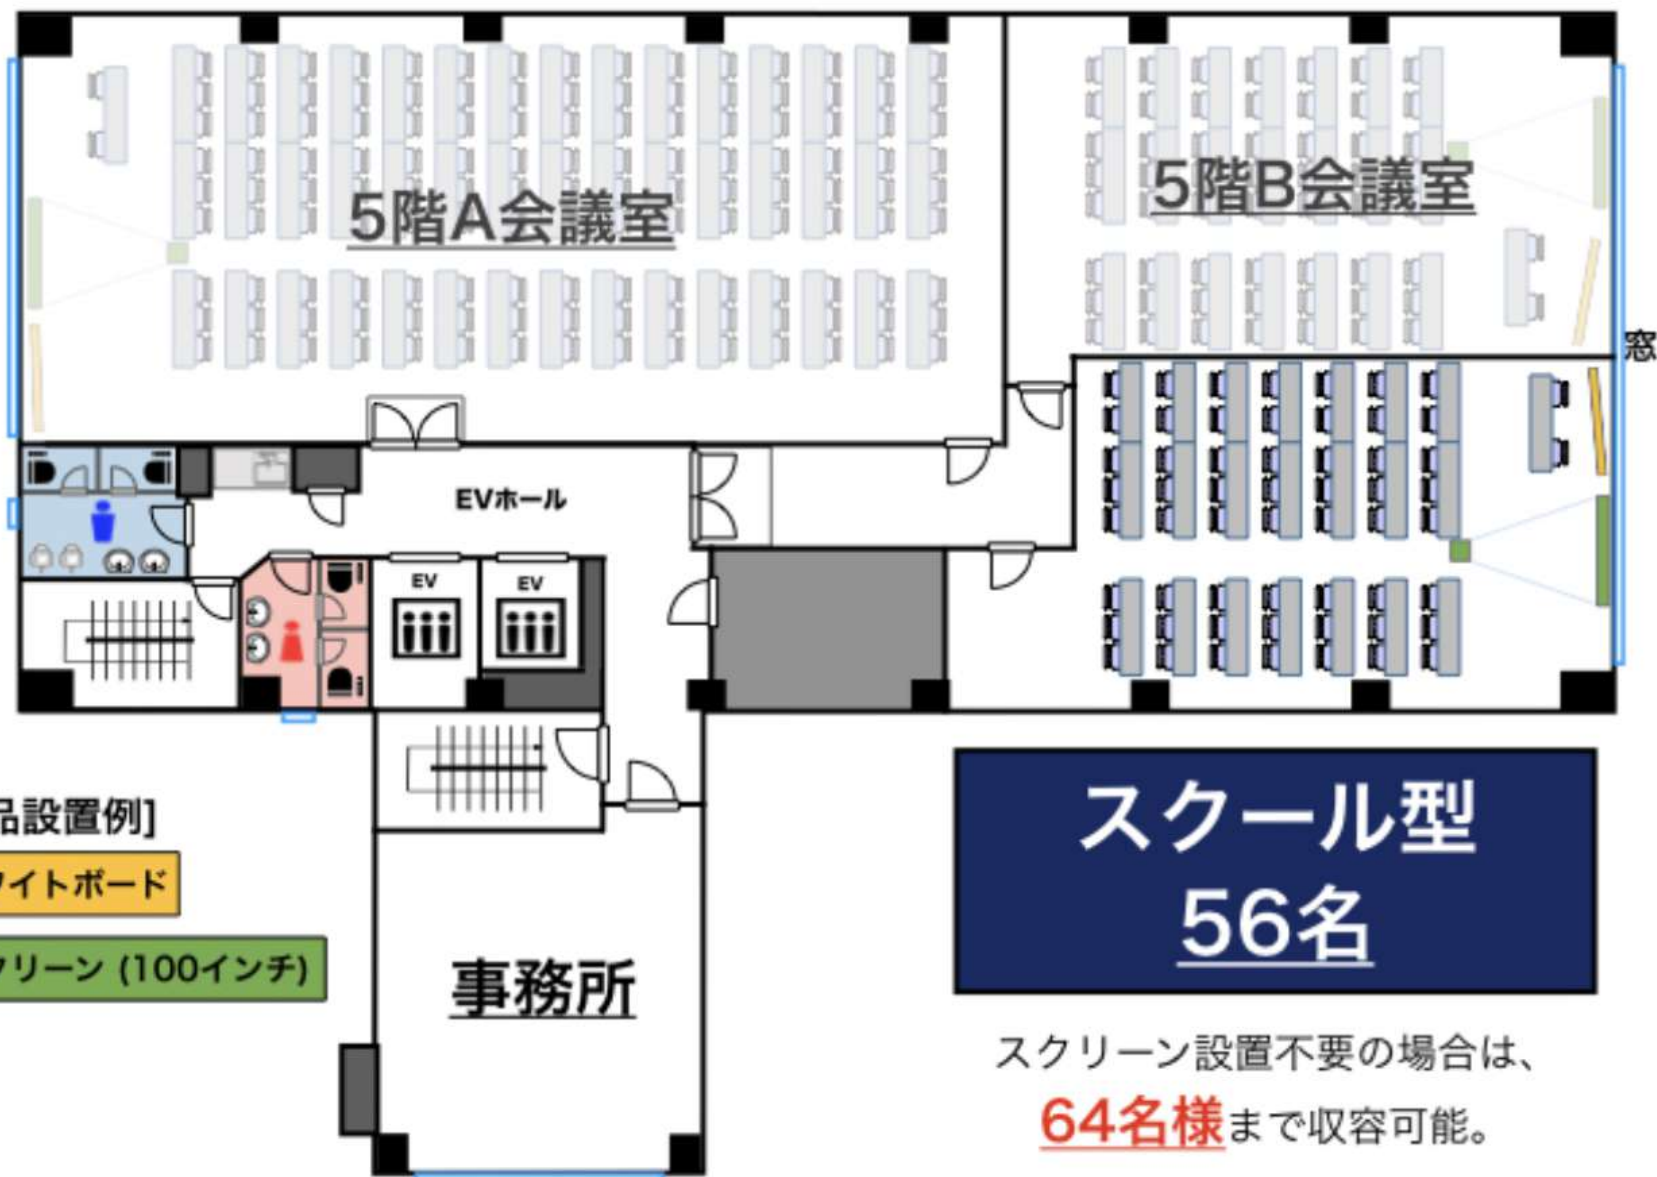 5階A会議室
5階B会議室
窓
EVホール
EV
EV
品設置例]
イトボード
リーン (100インチ)
事務所
スクール型
56名
スクリーン設置不要の場合は、
64名様まで収容可能。